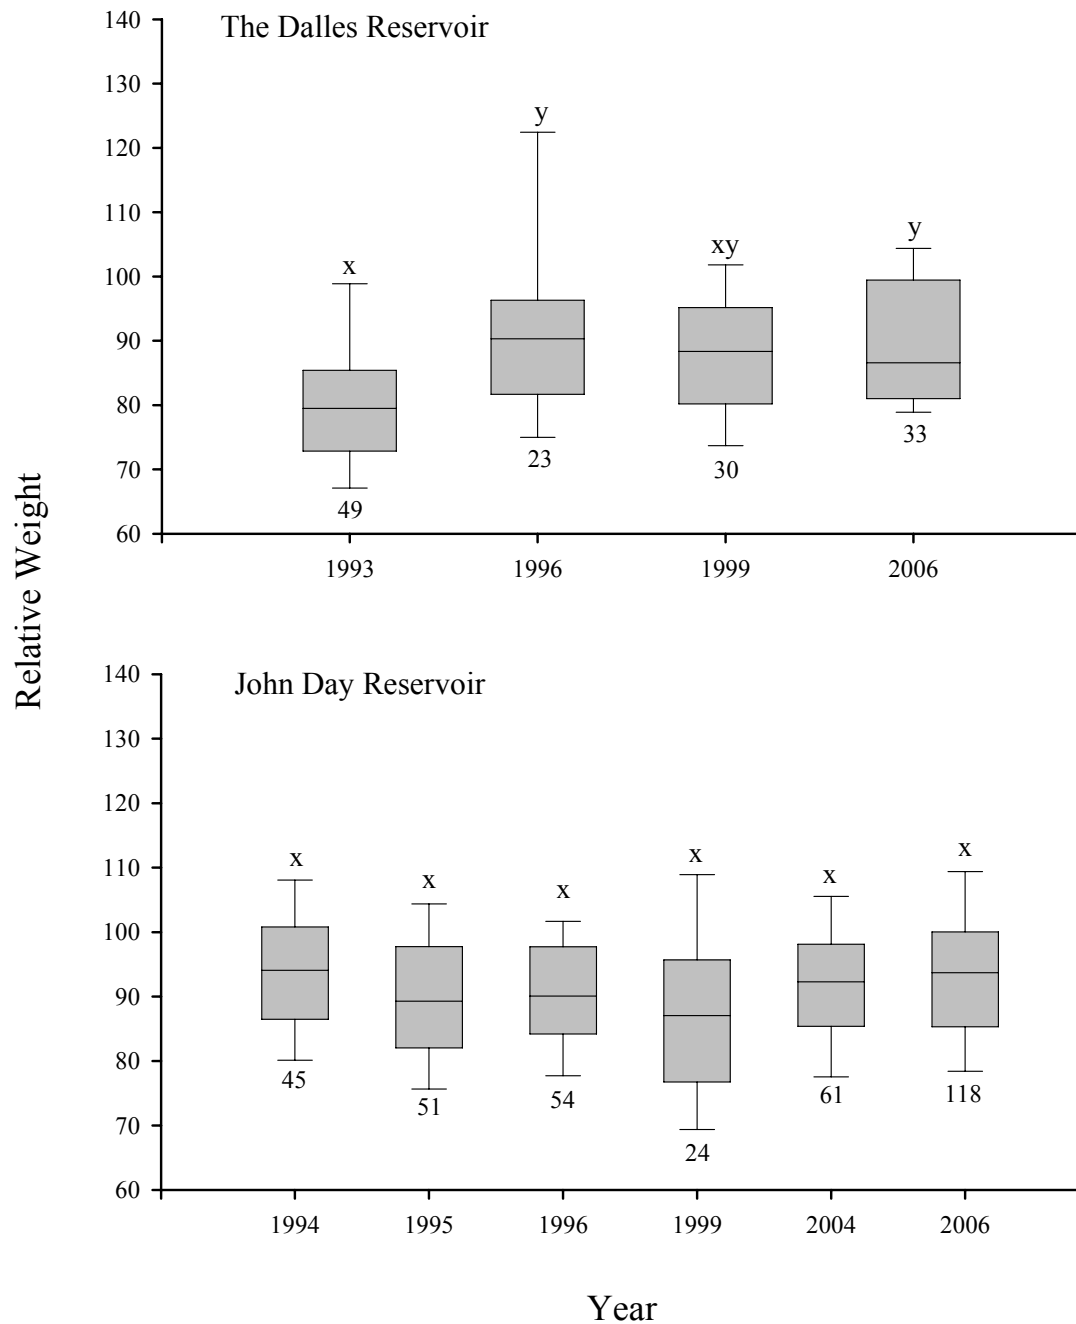 The Dalles Reservoir
140
130
120
110
100
90
80
70
60
x
y
xy
y
49
23
30
33
1993 1996 1999 2006
Relative Weight
John Day Reservoir
140
130
120
110
100
90
80
70
60
x x x x x x
45 51 54 24 61 118
1994 1995 1996 1999 2004 2006
Year